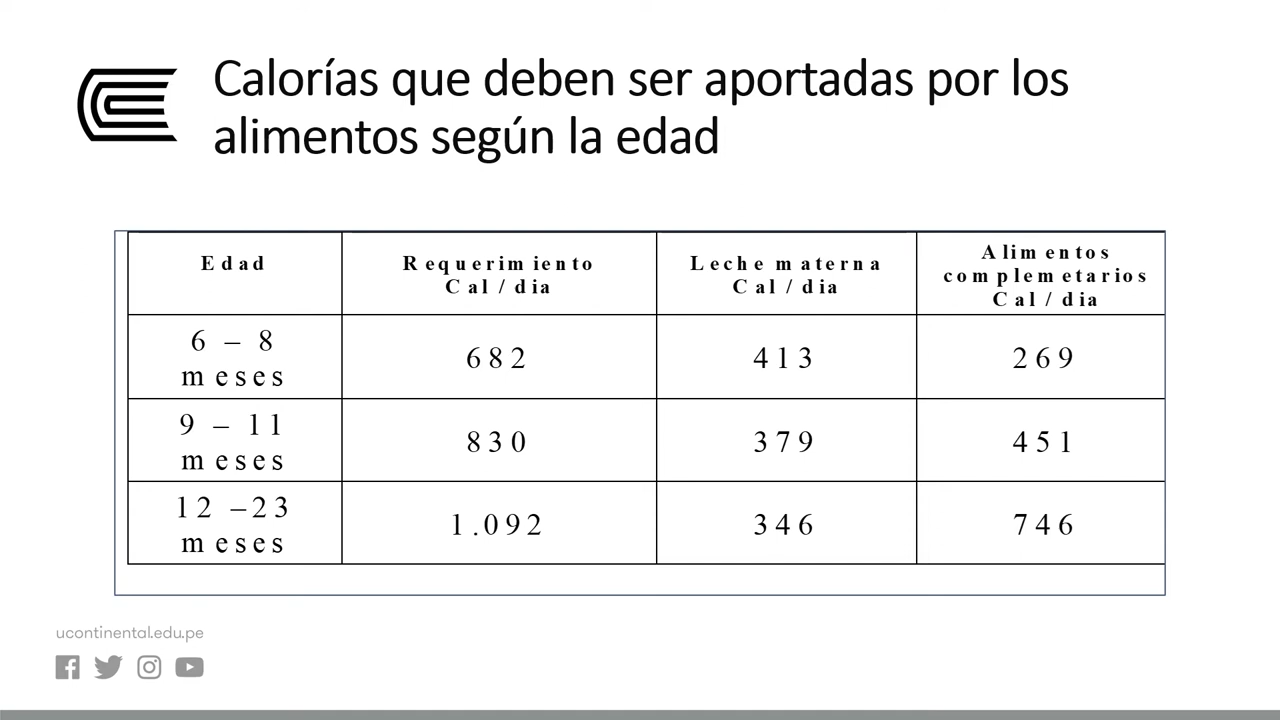 Calorías que deben ser aportadas por los
alimentos según la edad
Edad
Requerimiento
Cal / dia
Leche materna
Cal / dia
Alimentos
complemetarios
Cal / dia
6 – 8
meses
682
413
269
9 – 11
meses
830
379
451
12 –23
meses
1.092
346
746
ucontinental.edu.pe